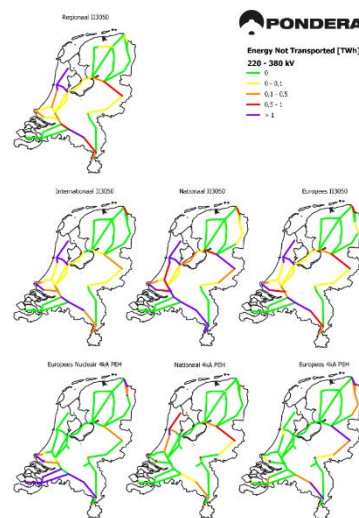 Regionaal II3050
PONDERA
Energy Not Transported [TWh]
220 - 380 kV
0
0 - 0,1
0,1 - 0,5
0,5 - 1
> 1
Internationaal II3050
Nationaal II3050
Europees II3050
Europees Nuclear 4kA PEH
Nationaal 4kA PEH
Europees 4kA PEH